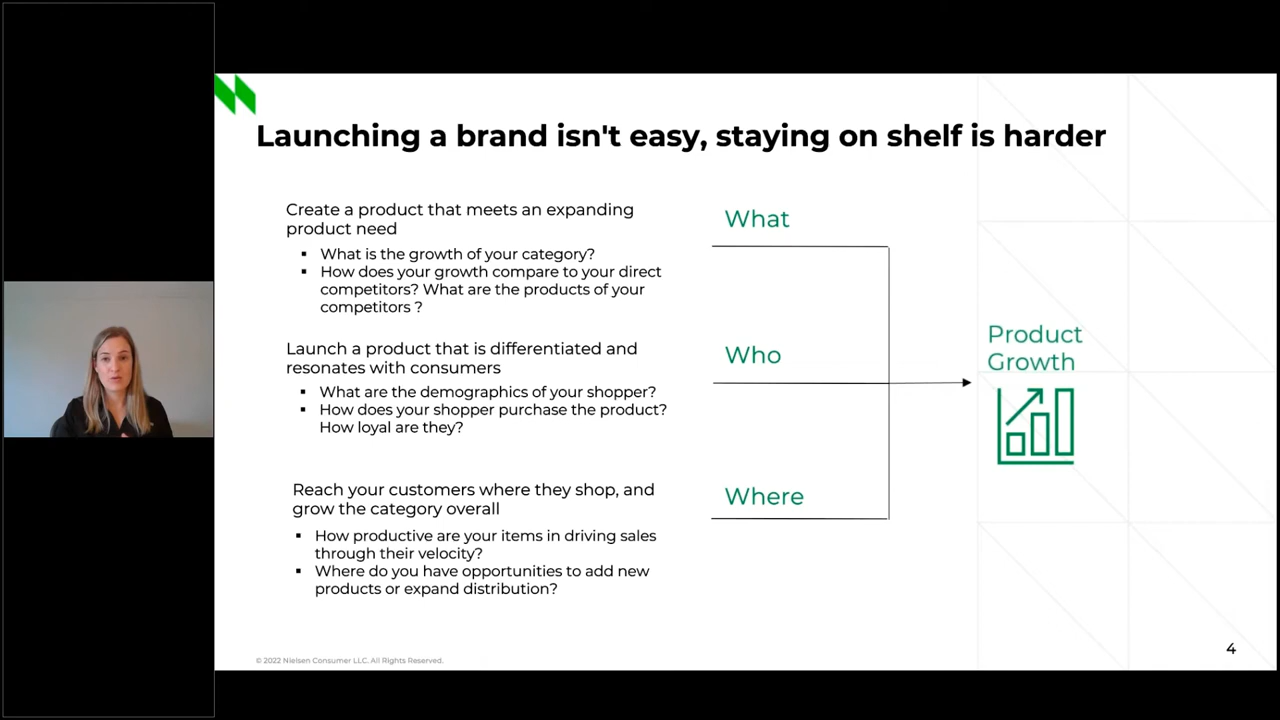 Launching a brand isn't easy, staying on shelf is harder
Create a product that meets an expanding
product need
▪ What is the growth of your category?
▪ How does your growth compare to your direct
competitors? What are the products of your
competitors ?
What
Launch a product that is differentiated and
resonates with consumers
▪ What are the demographics of your shopper?
▪ How does your shopper purchase the product?
How loyal are they?
Who
Reach your customers where they shop, and
grow the category overall
▪ How productive are your items in driving sales
through their velocity?
▪ Where do you have opportunities to add new
products or expand distribution?
Where
Product
Growth
© 2022 Nielsen Consumer LLC. All Rights Reserved.
4